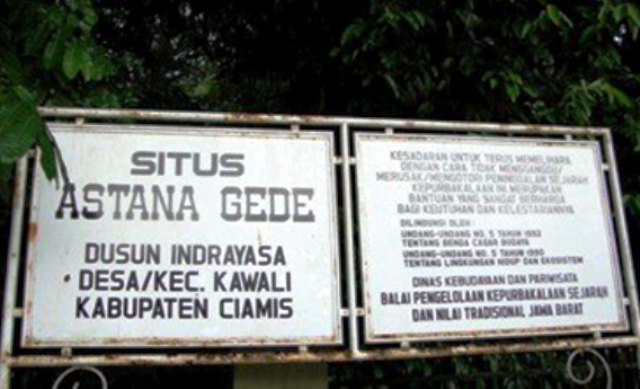 SITUS
ASTANA GEDE
DUSUN INDRAYASA
DESA/KEC. KAWALI
KABUPATEN CIAMIS
KESADARAN UNTUK TERUS MEMELIHARA
DENGAN CARA TIDAK MENGGANGGU/
MERUSAK/MENGOTORI PENINGGALAN SEJARAH
KEPURBAKALAAN INI MERUPAKAN
BANTUAN YANG SANGAT BERHARGA
BAGI KEUTUHAN DAN KELESTARIANNYA
DILINDUNGI OLEH :
UNDANG-UNDANG NO. 5 TAHUN 1992
TENTANG BENDA CAGAR BUDAYA
UNDANG-UNDANG NO. 5 TAHUN 1990
TENTANG LINGKUNGAN HIDUP DAN EKOSISTEM
DINAS KEBUDAYAAN DAN PARIWISATA
BALAI PENGELOLAAN KEPURBAKALAAN SEJARAH
DAN NILAI TRADISIONAL JAWA BARAT